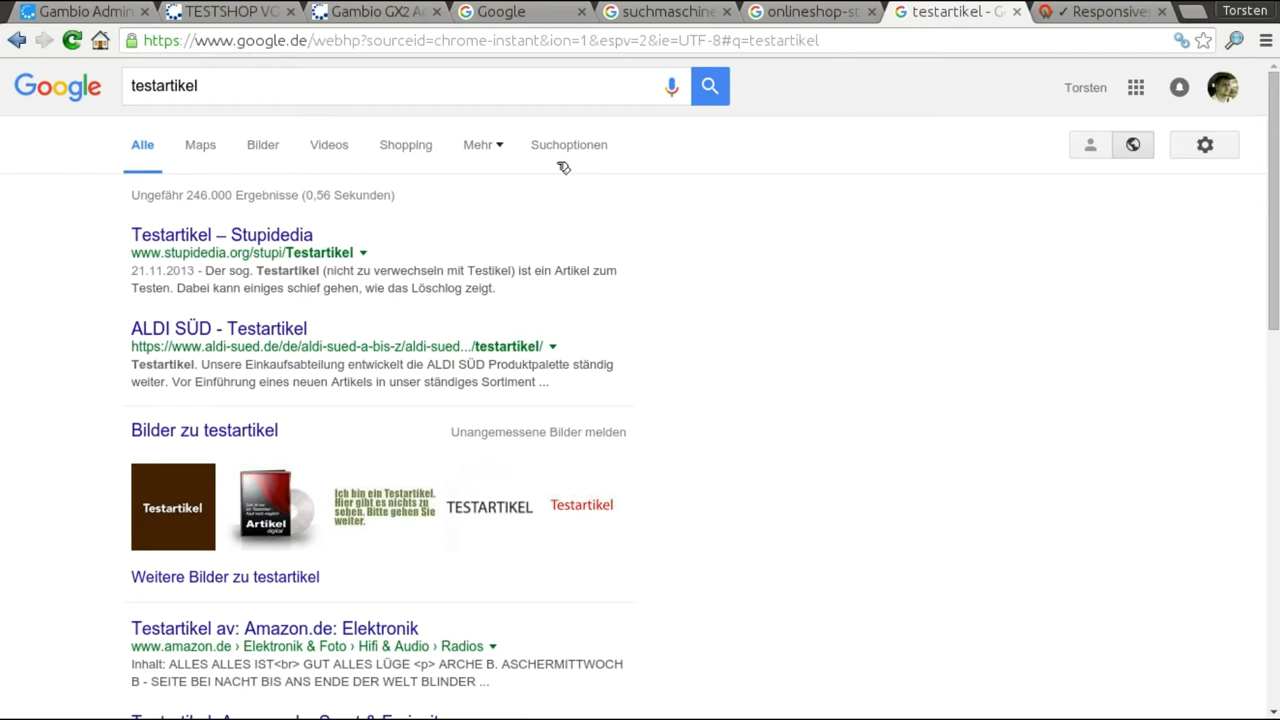 Gambio Admin
TESTSHOP VO
Gambio GX2 A
Google
suchmaschine
onlineshop-st
testartikel - G
✓ Responsive
Torsten
https://www.google.de/webhp?sourceid=chrome-instant&ion=1&espv=2&ie=UTF-8#q=testartikel
Google
testartikel
Torsten
Alle
Maps
Bilder
Videos
Shopping
Mehr
Suchoptionen
Ungefähr 246.000 Ergebnisse (0,56 Sekunden)
Testartikel – Stupidedia
www.stupidedia.org/stupi/Testartikel
21.11.2013 - Der sog. Testartikel (nicht zu verwechseln mit Testikel) ist ein Artikel zum
Testen. Dabei kann einiges schief gehen, wie das Löschlog zeigt.
ALDI SÜD - Testartikel
https://www.aldi-sued.de/de/aldi-sued-a-bis-z/aldi-sued.../testartikel/
Testartikel. Unsere Einkaufsabteilung entwickelt die ALDI SÜD Produktpalette ständig
weiter. Vor Einführung eines neuen Artikels in unser ständiges Sortiment ...
Bilder zu testartikel
Unangemessene Bilder melden
Testartikel
Artikel
digital
Ich bin ein Testartikel.
Hier gibt es nichts zu
sehen. Bitte gehen Sie
weiter.
TESTARTIKEL
Testartikel
Weitere Bilder zu testartikel
Testartikel av: Amazon.de: Elektronik
www.amazon.de › Elektronik & Foto › Hifi & Audio › Radios
Inhalt: ALLES ALLES IST<br> GUT ALLES LÜGE <p> ARCHE B. ASCHERMITTWOCH
B - SEITE BEI NACHT BIS ANS ENDE DER WELT BLINDER ...